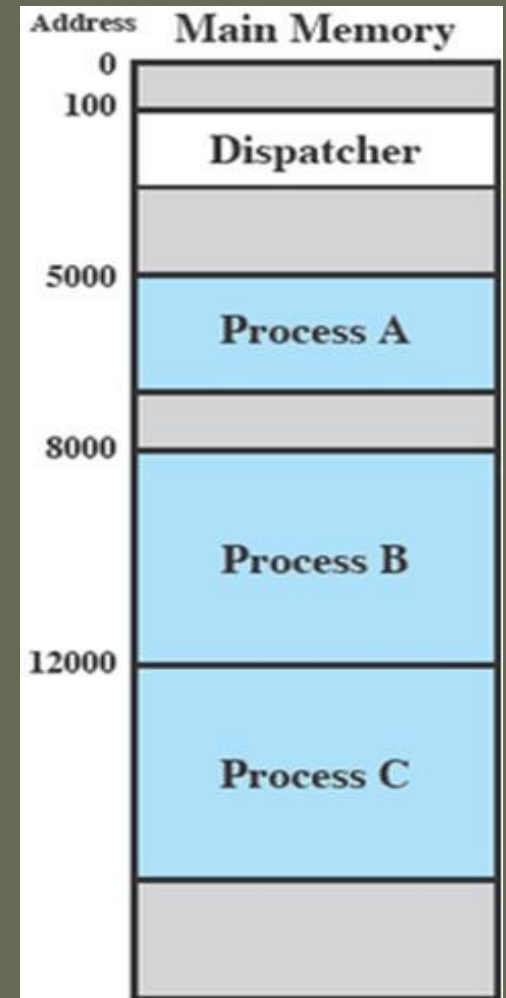 Address Main Memory
0
100
Dispatcher
5000
Process A
8000
Process B
12000
Process C